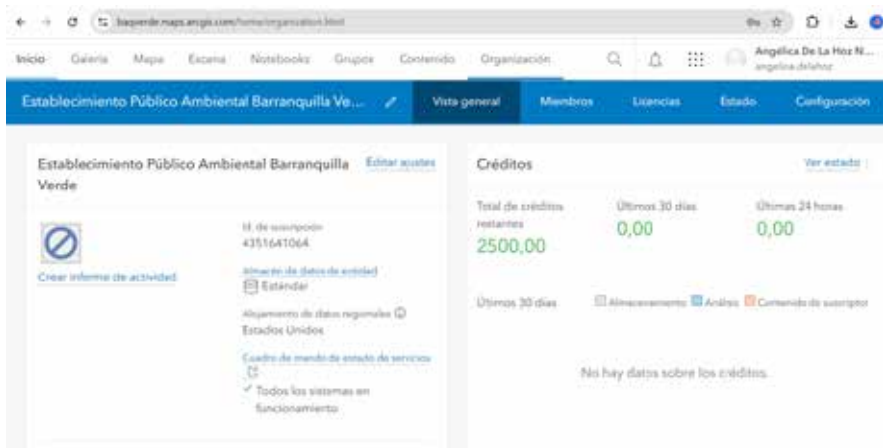 baqverde.maps.arcgis.com/home/organization.html
Inicio Galería Mapa Escena Notebooks Grupos Contenido Organización
Angélica De La Hoz N...
angelica.delahoz
Establecimiento Público Ambiental Barranquilla Ve... Vista general Miembros Licencias Estado Configuración
Establecimiento Público Ambiental Barranquilla Verde
Editar ajustes
Crear informe de actividad
Id. de suscripción
4351641064
Almacén de datos de entidad
Estándar
Alojamiento de datos regionales
Estados Unidos
Cuadro de mando de estado de servicios
Todos los sistemas en
funcionamiento
Créditos
Ver estado
Total de créditos
restantes
2500,00
Últimos 30 días
0,00
Últimas 24 horas
0,00
Últimos 30 días Almacenamiento Análisis Contenido de suscriptor
No hay datos sobre los créditos.